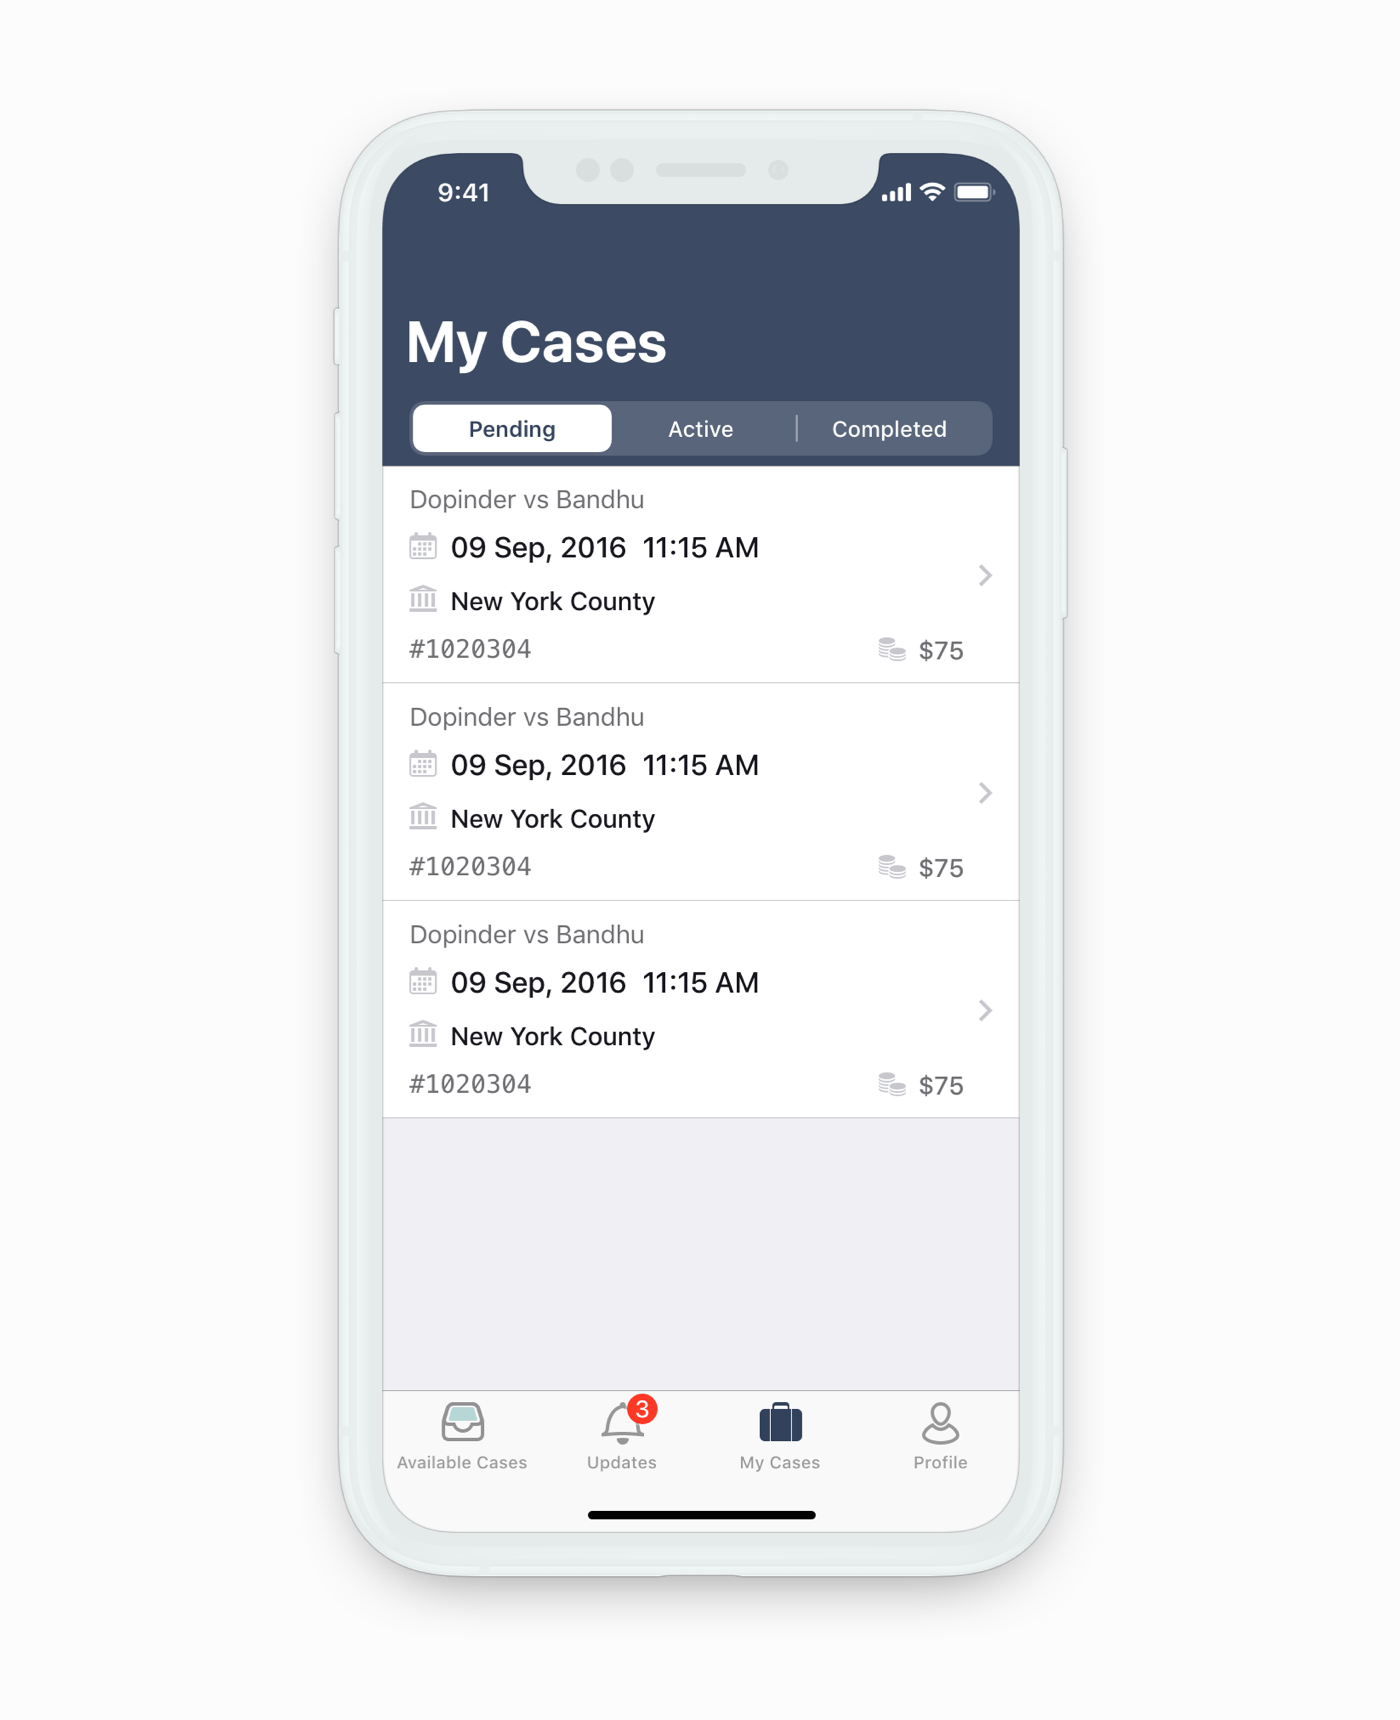 9:41
My Cases
Pending Active Completed
Dopinder vs Bandhu
09 Sep, 2016 11:15 AM
New York County
#1020304 $75
Dopinder vs Bandhu
09 Sep, 2016 11:15 AM
New York County
#1020304 $75
Dopinder vs Bandhu
09 Sep, 2016 11:15 AM
New York County
#1020304 $75
3
Available Cases Updates My Cases Profile